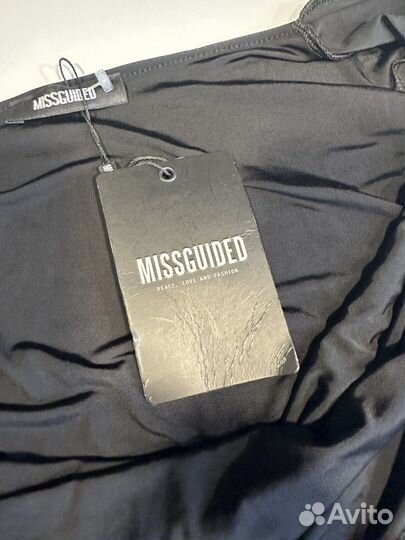 MISSGUIDED
MISSGUIDED
PEACE, LOVE AND FASHION
Avito